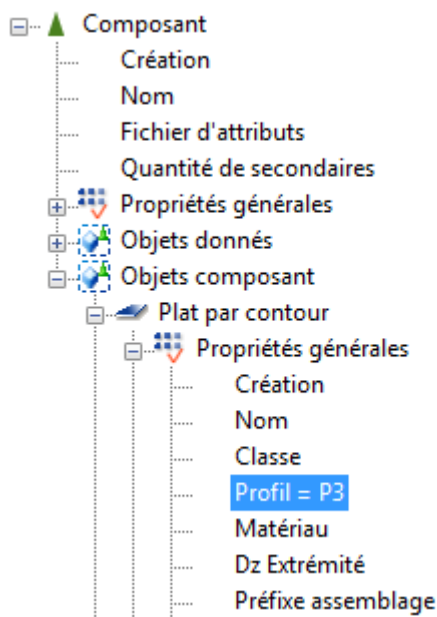 Composant
Création
Nom
Fichier d'attributs
Quantité de secondaires
Propriétés générales
Objets donnés
Objets composant
Plat par contour
Propriétés générales
Création
Nom
Classe
Profil = P3
Matériau
Dz Extrémité
Préfixe assemblage